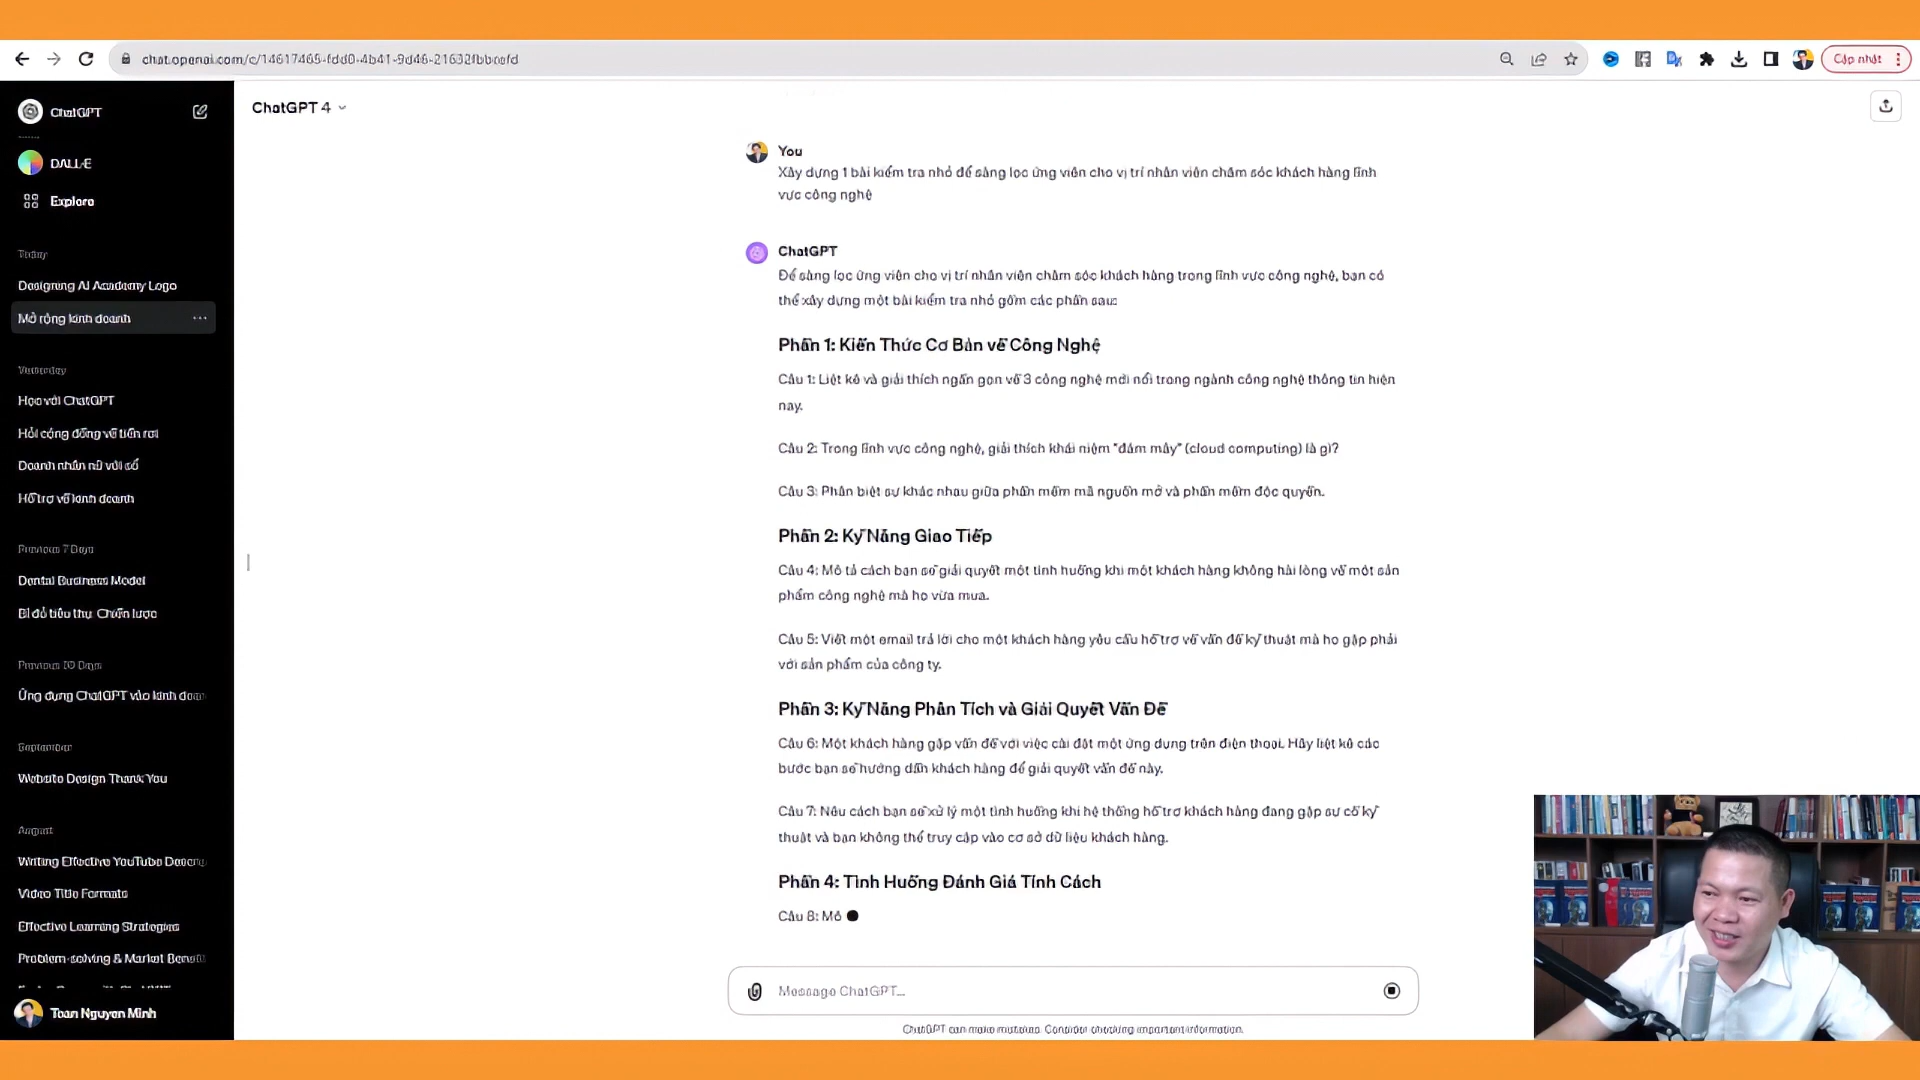 chat.openai.com/c/14617465-fdd0-4b41-9d46-21632fbbcefd
Cập nhật
ChatGPT
DALL·E
Explore
Today
Designing AI Academy Logo
Mở rộng kinh doanh
Yesterday
Học với ChatGPT
Hỏi cộng đồng về tiền rơi
Doanh nhân nữ với số
Hỗ trợ về kinh doanh
Previous 7 Days
Dental Business Model
Bí đỏ tiêu thụ: Chiến lược
Previous 30 Days
Ứng dụng ChatGPT vào kinh doan
September
Website Design Thank You
August
Writing Effective YouTube Descrip
Video Title Formats
Effective Learning Strategies
Problem-solving & Market Benefit
Toan Nguyen Minh
ChatGPT 4
You
Xây dựng 1 bài kiểm tra nhỏ để sàng lọc ứng viên cho vị trí nhân viên chăm sóc khách hàng lĩnh
vực công nghệ
ChatGPT
Để sàng lọc ứng viên cho vị trí nhân viên chăm sóc khách hàng trong lĩnh vực công nghệ, bạn có
thể xây dựng một bài kiểm tra nhỏ gồm các phần sau:
Phần 1: Kiến Thức Cơ Bản về Công Nghệ
Câu 1: Liệt kê và giải thích ngắn gọn về 3 công nghệ mới nổi trong ngành công nghệ thông tin hiện
nay.
Câu 2: Trong lĩnh vực công nghệ, giải thích khái niệm "đám mây" (cloud computing) là gì?
Câu 3: Phân biệt sự khác nhau giữa phần mềm mã nguồn mở và phần mềm độc quyền.
Phần 2: Kỹ Năng Giao Tiếp
Câu 4: Mô tả cách bạn sẽ giải quyết một tình huống khi một khách hàng không hài lòng về một sản
phẩm công nghệ mà họ vừa mua.
Câu 5: Viết một email trả lời cho một khách hàng yêu cầu hỗ trợ về vấn đề kỹ thuật mà họ gặp phải
với sản phẩm của công ty.
Phần 3: Kỹ Năng Phân Tích và Giải Quyết Vấn Đề
Câu 6: Một khách hàng gặp vấn đề với việc cài đặt một ứng dụng trên điện thoại. Hãy liệt kê các
bước bạn sẽ hướng dẫn khách hàng để giải quyết vấn đề này.
Câu 7: Nêu cách bạn sẽ xử lý một tình huống khi hệ thống hỗ trợ khách hàng đang gặp sự cố kỹ
thuật và bạn không thể truy cập vào cơ sở dữ liệu khách hàng.
Phần 4: Tình Huống Đánh Giá Tính Cách
Câu 8: Mô
Message ChatGPT...
ChatGPT can make mistakes. Consider checking important information.